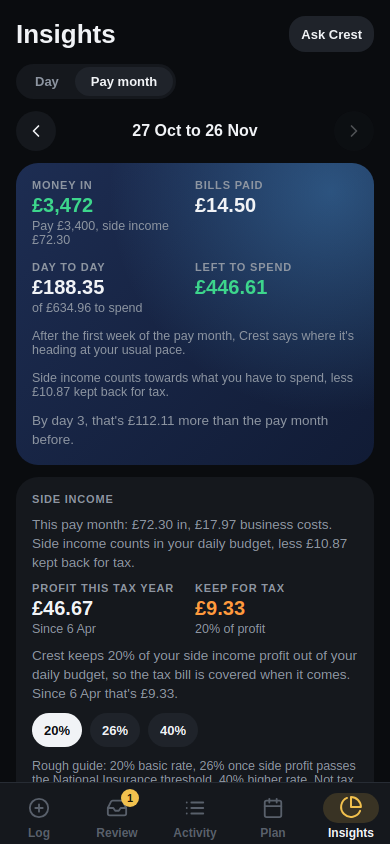 Insights
Ask Crest
Day
Pay month
27 Oct to 26 Nov
MONEY IN
£3,472
Pay £3,400, side income
£72.30
BILLS PAID
£14.50
DAY TO DAY
£188.35
of £634.96 to spend
LEFT TO SPEND
£446.61
After the first week of the pay month, Crest says where it's
heading at your usual pace.
Side income counts towards what you have to spend, less
£10.87 kept back for tax.
By day 3, that's £112.11 more than the pay month
before.
SIDE INCOME
This pay month: £72.30 in, £17.97 business costs.
Side income counts in your daily budget, less £10.87
kept back for tax.
PROFIT THIS TAX YEAR
£46.67
Since 6 Apr
KEEP FOR TAX
£9.33
20% of profit
Crest keeps 20% of your side income profit out of your
daily budget, so the tax bill is covered when it comes.
Since 6 Apr that's £9.33.
20%
26%
40%
Rough guide: 20% basic rate, 26% once side profit passes
the National Insurance threshold, 40% higher rate. Not tax
1
Log
Review
Activity
Plan
Insights